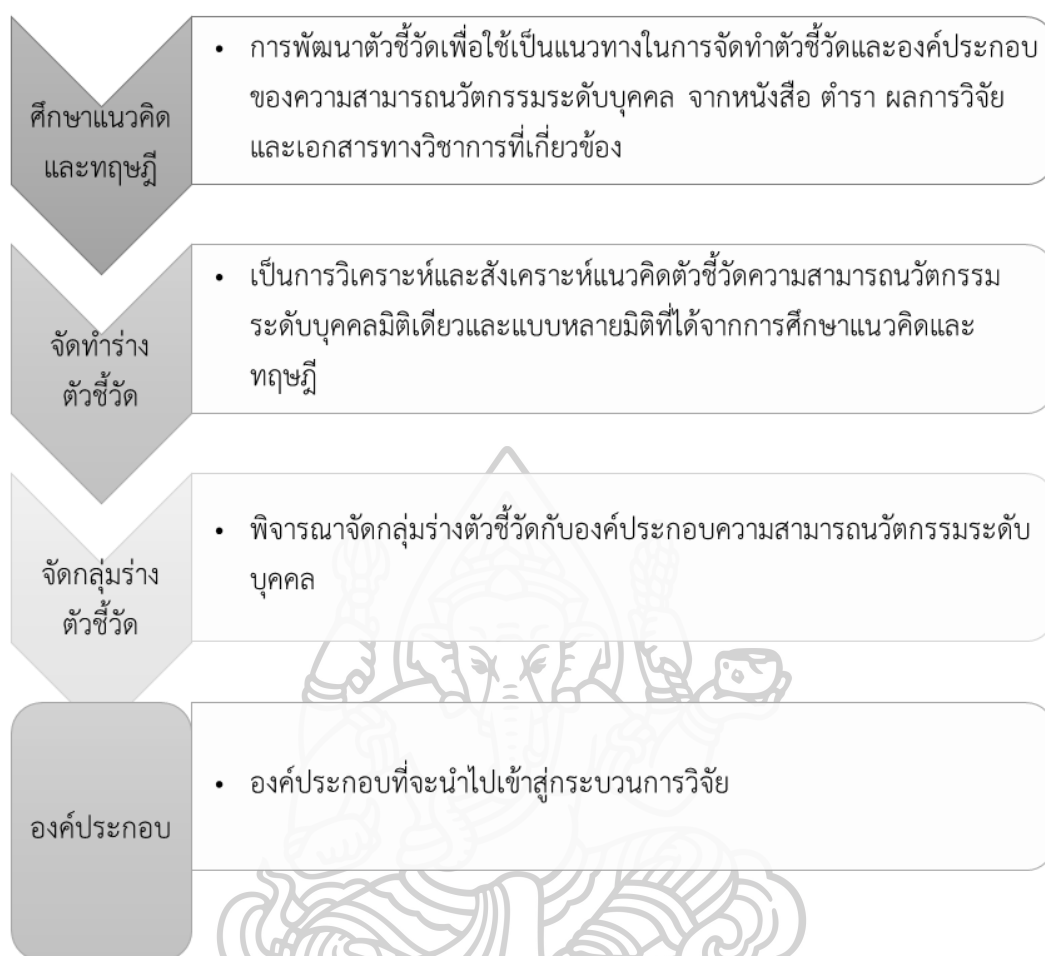 ศึกษาแนวคิด
และทฤษฎี
• การพัฒนาตัวชี้วัดเพื่อใช้เป็นแนวทางในการจัดทำตัวชี้วัดและองค์ประกอบ
ของความสามารถนวัตกรรมระดับบุคคล จากหนังสือ ตำรา ผลการวิจัย
และเอกสารทางวิชาการที่เกี่ยวข้อง
จัดทำร่าง
ตัวชี้วัด
• เป็นการวิเคราะห์และสังเคราะห์แนวคิดตัวชี้วัดความสามารถนวัตกรรม
ระดับบุคคลมิติเดียวและแบบหลายมิติที่ได้จากการศึกษาแนวคิดและ
ทฤษฎี
จัดกลุ่มร่าง
ตัวชี้วัด
• พิจารณาจัดกลุ่มร่างตัวชี้วัดกับองค์ประกอบความสามารถนวัตกรรมระดับ
บุคคล
องค์ประกอบ
• องค์ประกอบที่จะนำไปเข้าสู่กระบวนการวิจัย